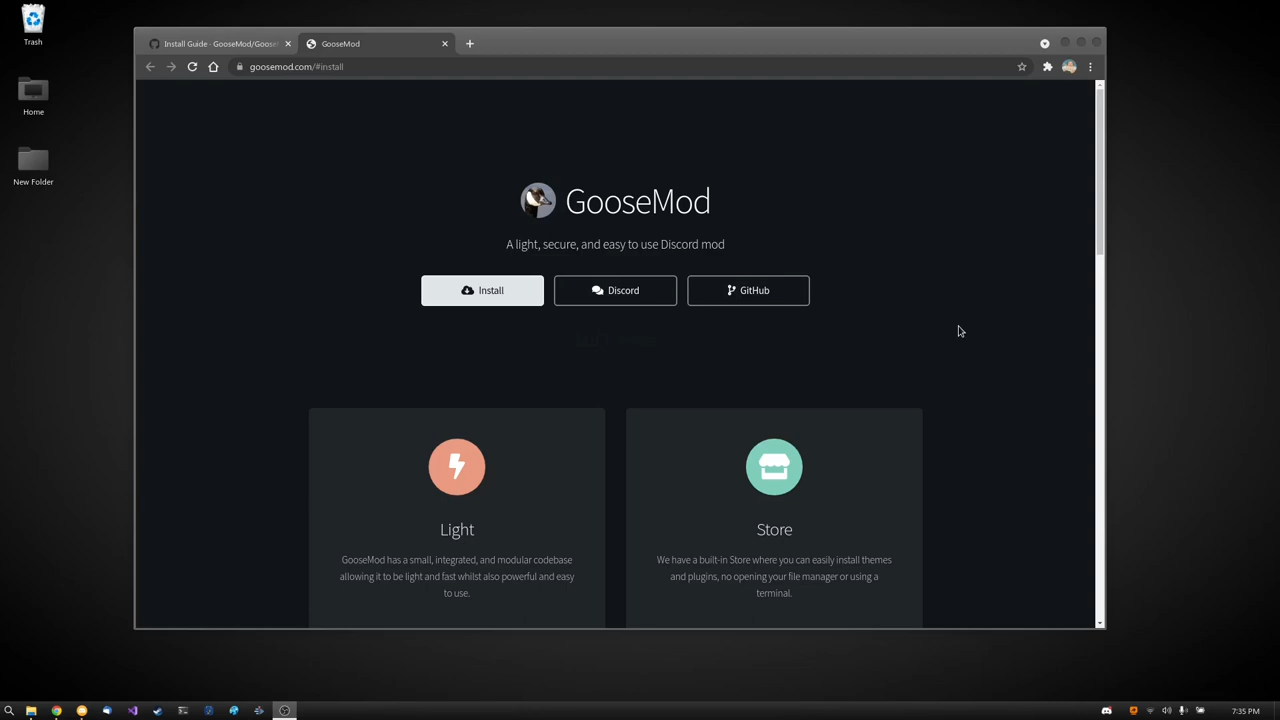 Trash
Home
New Folder
Install Guide · GooseMod/Goose
GooseMod
goosemod.com/#install
GooseMod
A light, secure, and easy to use Discord mod
Install
Discord
GitHub
Light
GooseMod has a small, integrated, and modular codebase
allowing it to be light and fast whilst also powerful and easy
to use.
Store
We have a built-in Store where you can easily install themes
and plugins, no opening your file manager or using a
terminal.
7:35 PM